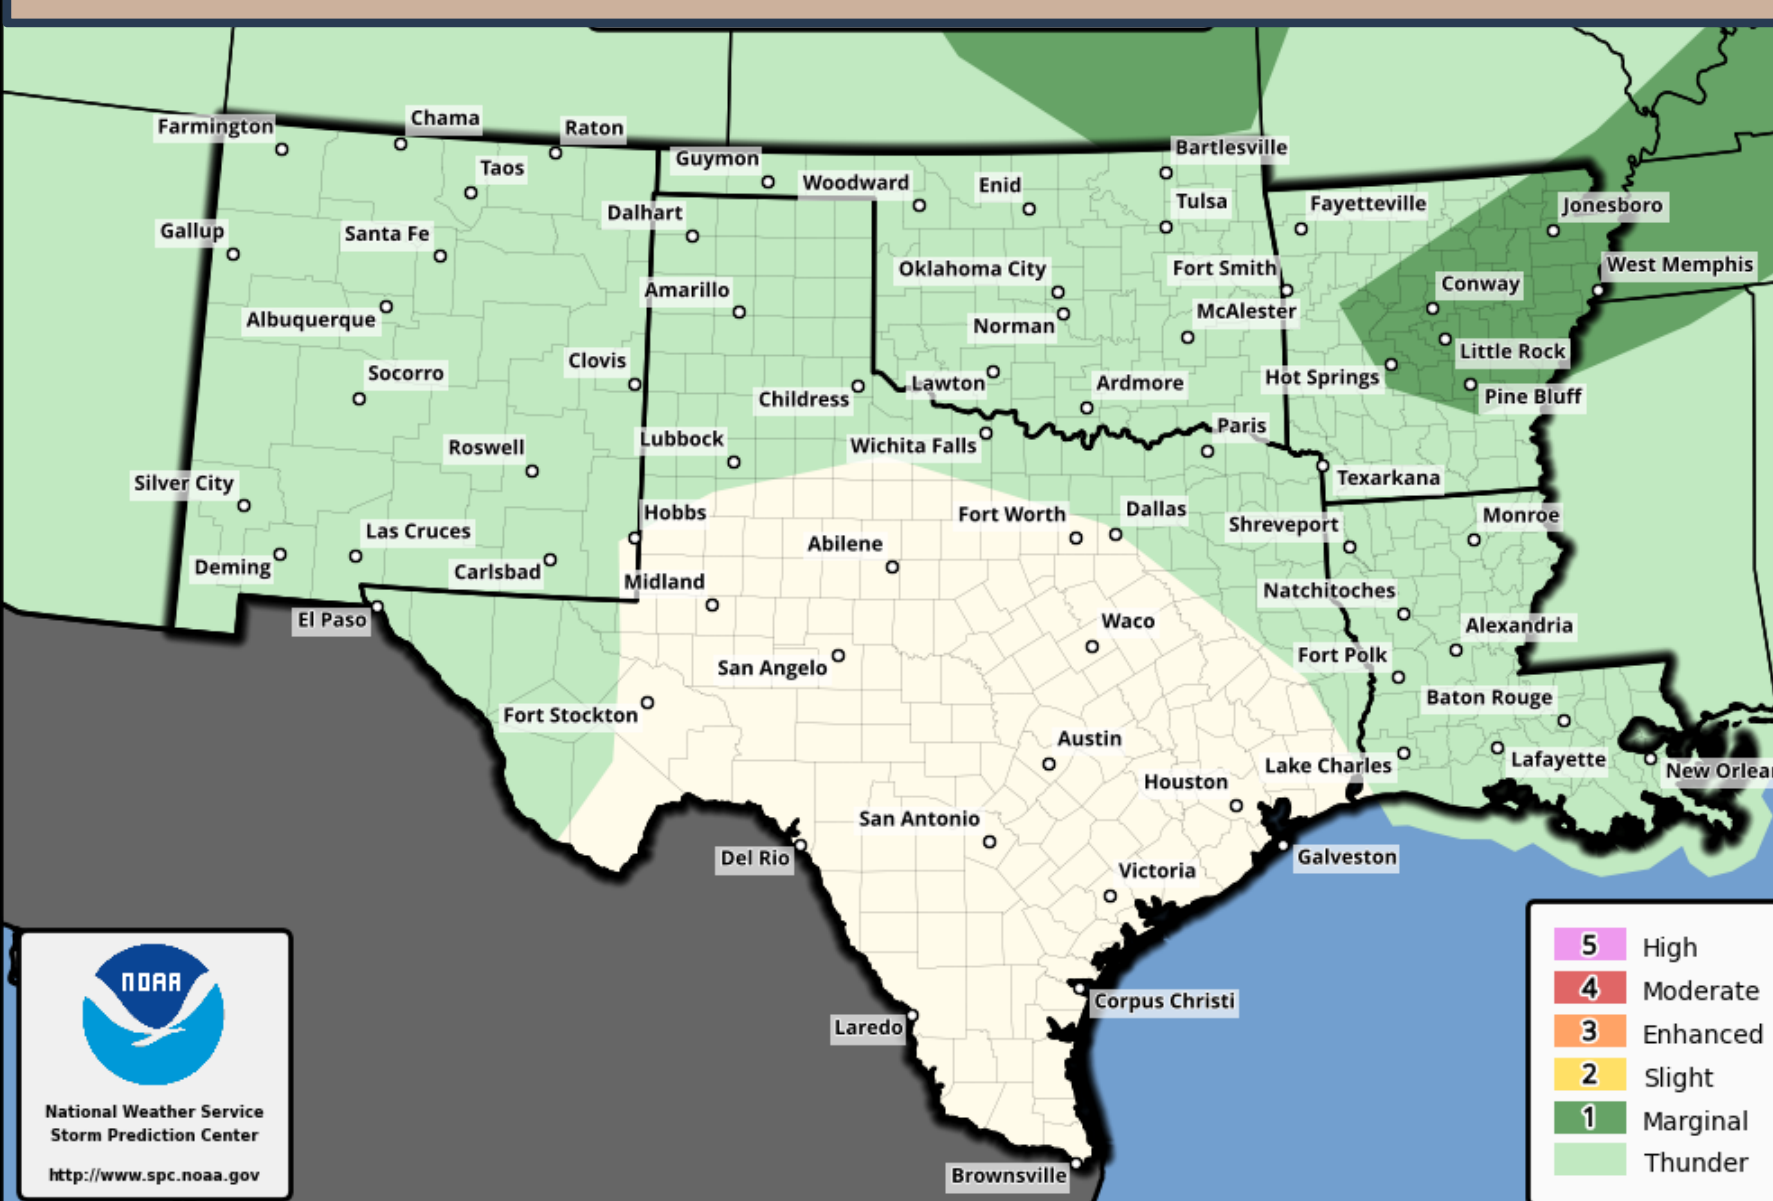 Farmington
Chama
Raton
Taos
Guymon
Woodward
Enid
Bartlesville
Tulsa
Fayetteville
Jonesboro
Gallup
Santa Fe
Dalhart
Oklahoma City
Fort Smith
West Memphis
Amarillo
Conway
Albuquerque
Norman
McAlester
Little Rock
Socorro
Clovis
Childress
Lawton
Ardmore
Hot Springs
Pine Bluff
Roswell
Lubbock
Wichita Falls
Paris
Texarkana
Silver City
Hobbs
Fort Worth
Dallas
Shreveport
Monroe
Las Cruces
Abilene
Deming
Carlsbad
Midland
Natchitoches
El Paso
Waco
Alexandria
San Angelo
Fort Polk
Fort Stockton
Baton Rouge
Austin
Houston
Lake Charles
Lafayette
New Orlea
San Antonio
Del Rio
Victoria
Galveston
Corpus Christi
Laredo
Brownsville
NOAA
National Weather Service
Storm Prediction Center
http://www.spc.noaa.gov
5 High
4 Moderate
3 Enhanced
2 Slight
1 Marginal
Thunder